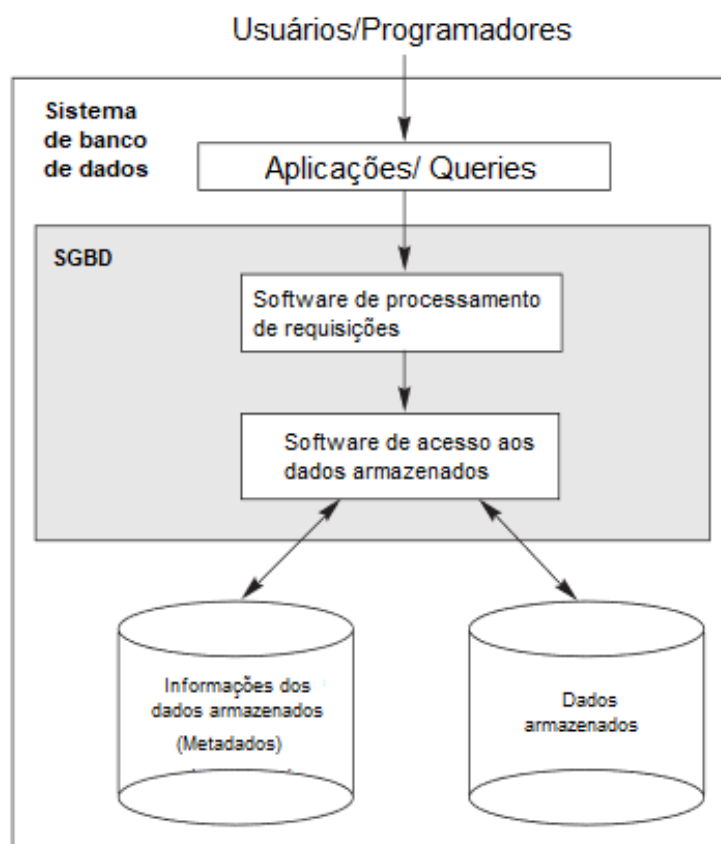 Usuários/Programadores
Sistema
de banco
de dados
Aplicações/ Queries
SGBD
Software de processamento
de requisições
Software de acesso aos
dados armazenados
Informações dos
dados armazenados
(Metadados)
Dados
armazenados